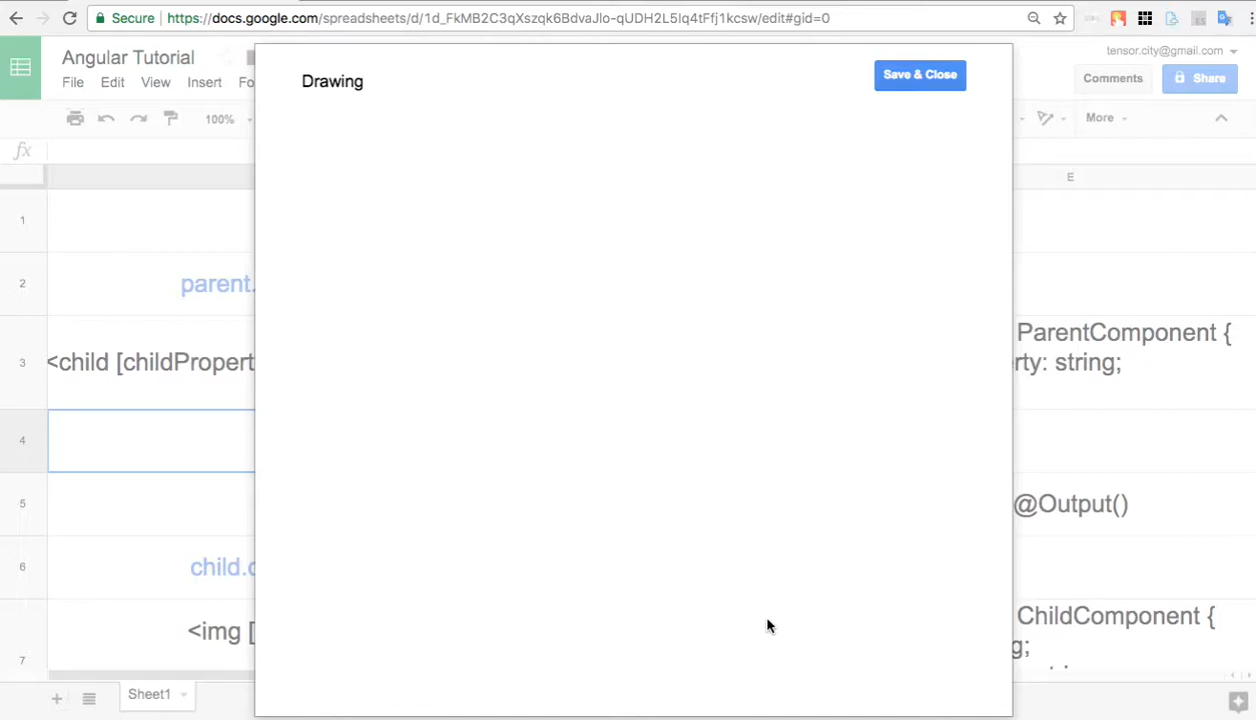 Secure https://docs.google.com/spreadsheets/d/1d_FkMB2C3qXszqk6BdvaJlo-qUDH2L5Iq4tFfj1kcsw/edit#gid=0
Angular Tutorial
tensor.city@gmail.com
File Edit View Insert Fo
Comments
Share
Drawing
Save & Close
100%
More
fx
E
1
2
parent.
3
<child [childPropert
ParentComponent {
rty: string;
4
5
@Output()
6
child.c
7
<img [
ChildComponent {
g;
Sheet1